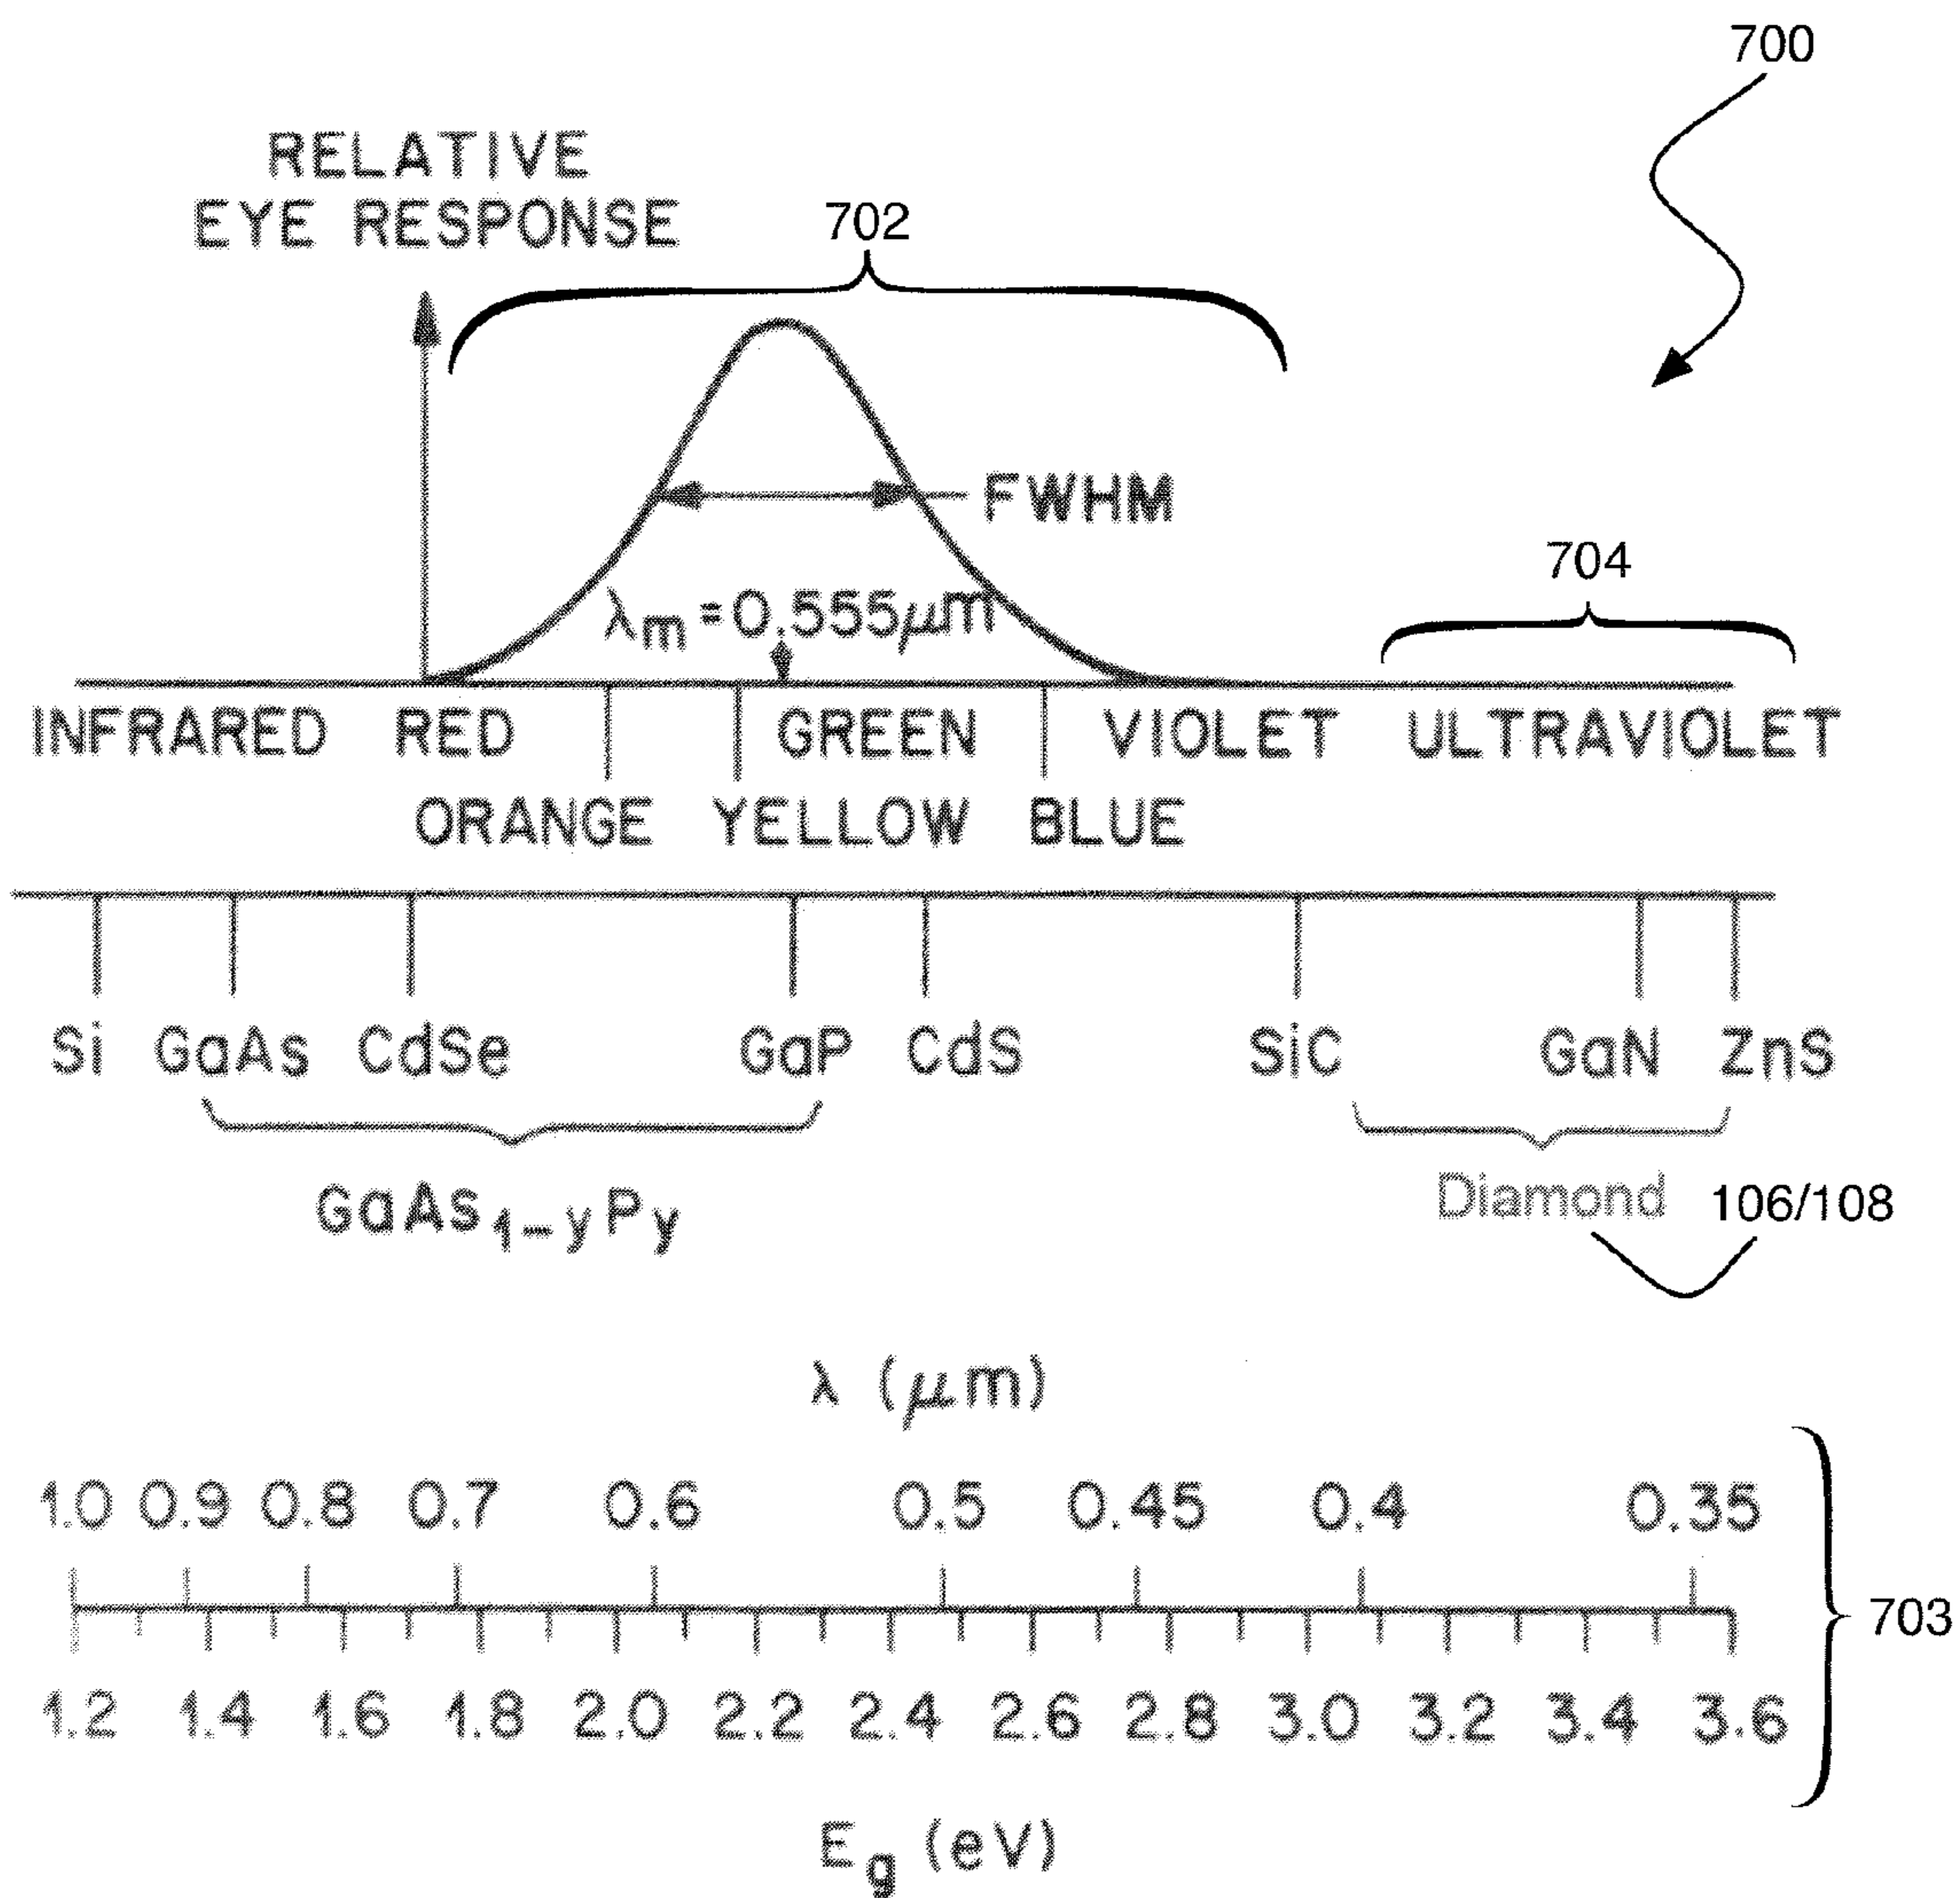 700
RELATIVE
EYE RESPONSE
702
FWHM
704
λm = 0.555μm
INFRARED RED GREEN VIOLET ULTRAVIOLET
ORANGE YELLOW BLUE
Si GaAs CdSe GaP CdS SiC GaN ZnS
GaAs1-yPy
Diamond 106/108
λ (μm)
1.0 0.9 0.8 0.7 0.6 0.5 0.45 0.4 0.35
703
1.2 1.4 1.6 1.8 2.0 2.2 2.4 2.6 2.8 3.0 3.2 3.4 3.6
Eg (eV)